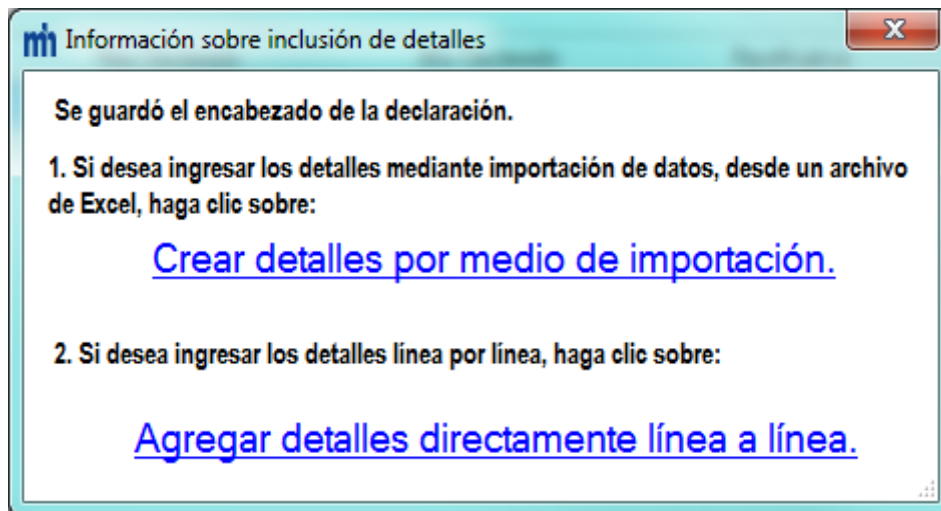 Información sobre inclusión de detalles
Se guardó el encabezado de la declaración.
1. Si desea ingresar los detalles mediante importación de datos, desde un archivo
de Excel, haga clic sobre:
Crear detalles por medio de importación.
2. Si desea ingresar los detalles línea por línea, haga clic sobre:
Agregar detalles directamente línea a línea.